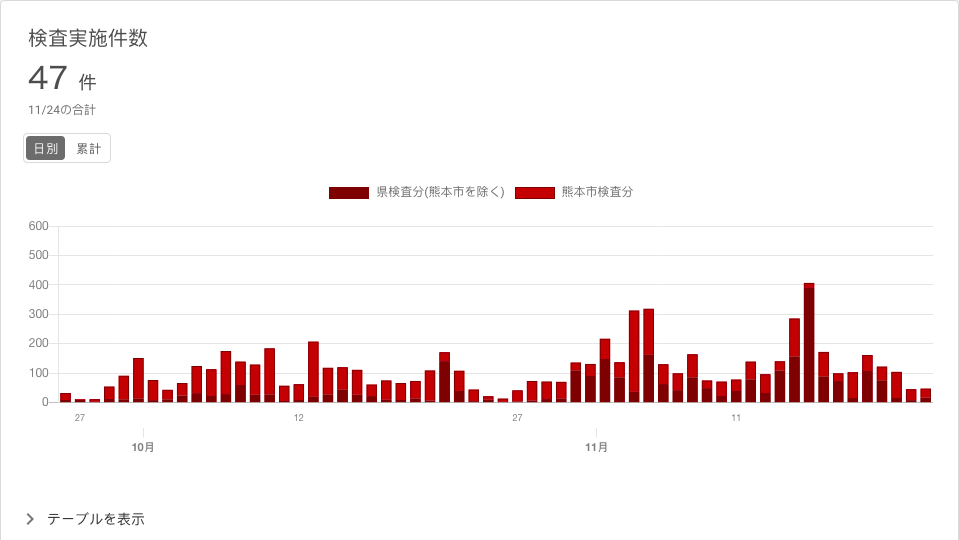 検査実施件数
47 件
11/24の合計
日別 累計
県検査分(熊本市を除く) 熊本市検査分
600
500
400
300
200
100
0
27 12 27 11
10月 11月
テーブルを表示